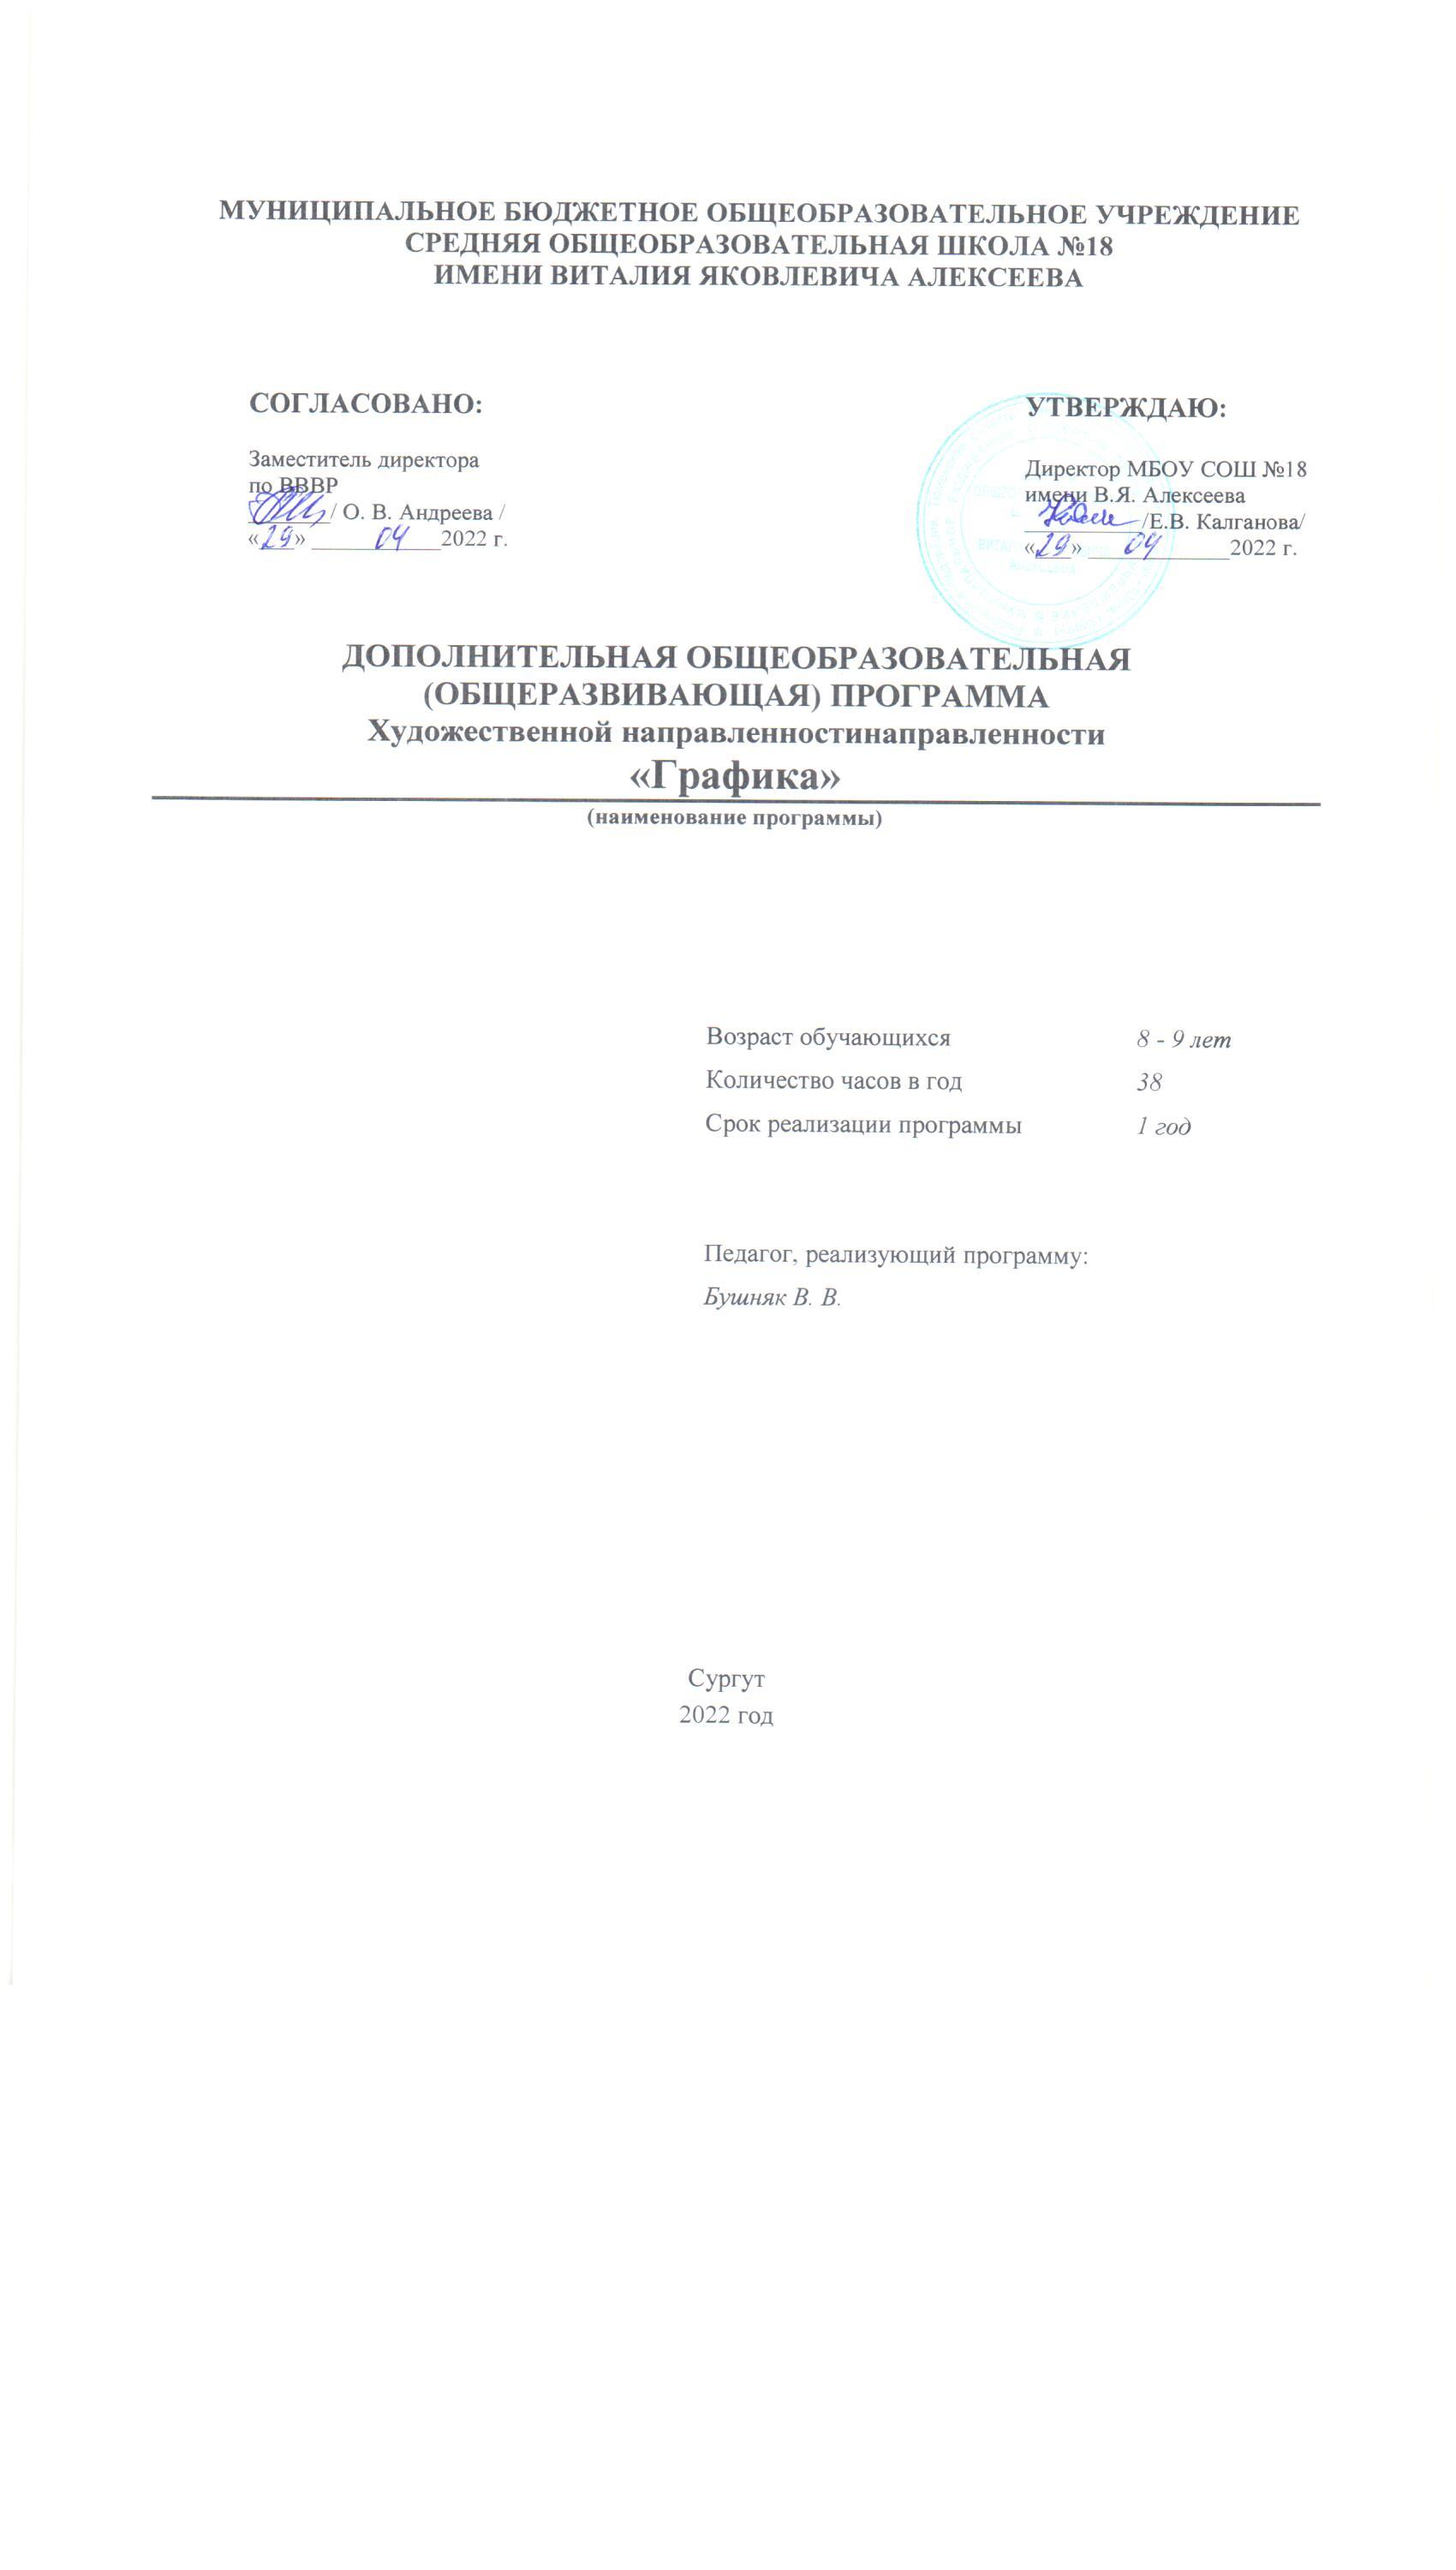 МУНИЦИПАЛЬНОЕ БЮДЖЕТНОЕ ОБЩЕОБРАЗОВАТЕЛЬНОЕ УЧРЕЖДЕНИЕ
СРЕДНЯЯ ОБЩЕОБРАЗОВАТЕЛЬНАЯ ШКОЛА №18
ИМЕНИ ВИТАЛИЯ ЯКОВЛЕВИЧА АЛЕКСЕЕВА
СОГЛАСОВАНО:
Заместитель директора
по ВВВР
/ О. В. Андреева /
«29» 04 2022 г.
УТВЕРЖДАЮ:
Директор МБОУ СОШ №18
имени В.Я. Алексеева
/Е.В. Калганова/
«29» 04 2022 г.
ДОПОЛНИТЕЛЬНАЯ ОБЩЕОБРАЗОВАТЕЛЬНАЯ
(ОБЩЕРАЗВИВАЮЩАЯ) ПРОГРАММА
Художественной направленностинаправленности
«Графика»
(наименование программы)
Возраст обучающихся 8 - 9 лет
Количество часов в год 38
Срок реализации программы 1 год
Педагог, реализующий программу:
Бушняк В. В.
Сургут
2022 год